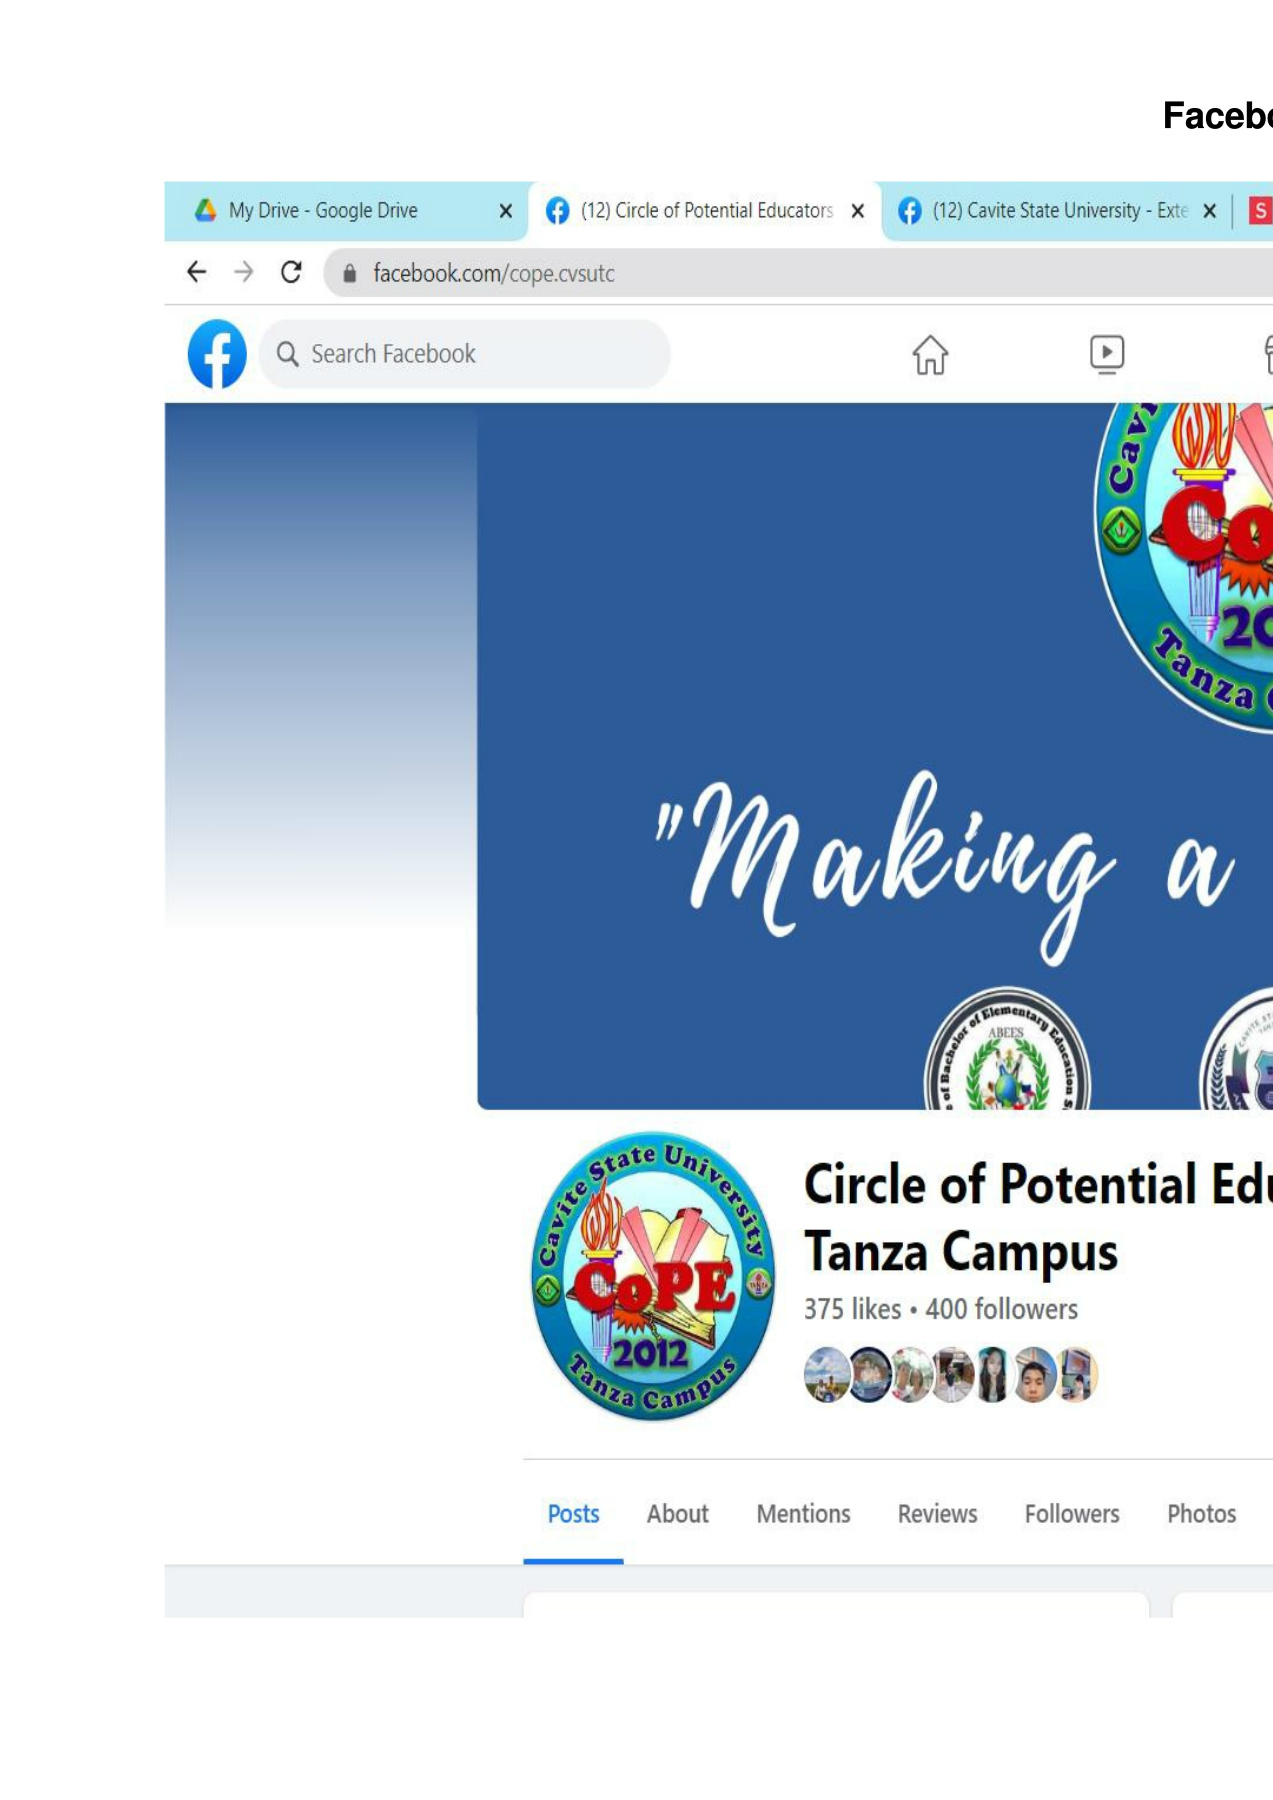 Facebo
My Drive - Google Drive
(12) Circle of Potential Educators
(12) Cavite State University - Exte
S
facebook.com/cope.cvsutc
Search Facebook
Cavi
Co
20
Tanza C
"Making a
of Bachelor of Elementary Education S
ABEES
Cavite State University
CoPE
TANZA
2012
Tanza Campus
Circle of Potential Edu
Tanza Campus
375 likes • 400 followers
Posts About Mentions Reviews Followers Photos